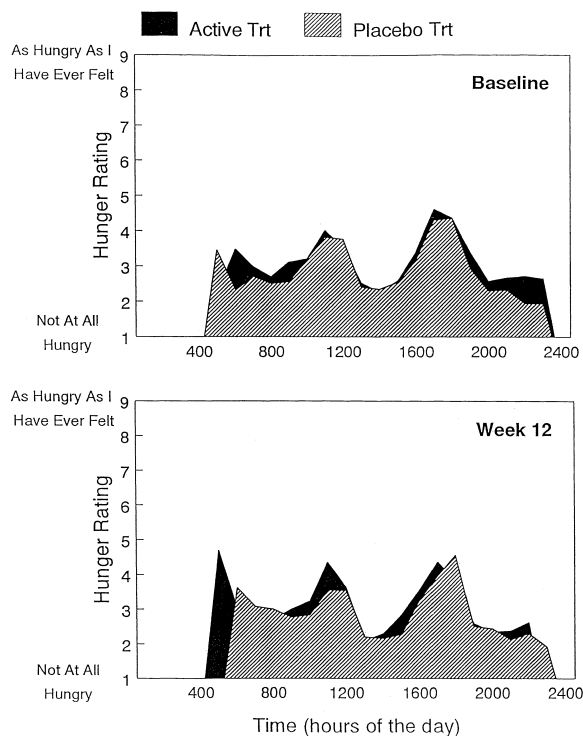 Active Trt Placebo Trt
As Hungry As I
Have Ever Felt
Baseline
Hunger Rating
9
8
7
6
5
4
3
2
1
Not At All
Hungry
400 800 1200 1600 2000 2400
As Hungry As I
Have Ever Felt
Week 12
Hunger Rating
9
8
7
6
5
4
3
2
1
Not At All
Hungry
400 800 1200 1600 2000 2400
Time (hours of the day)